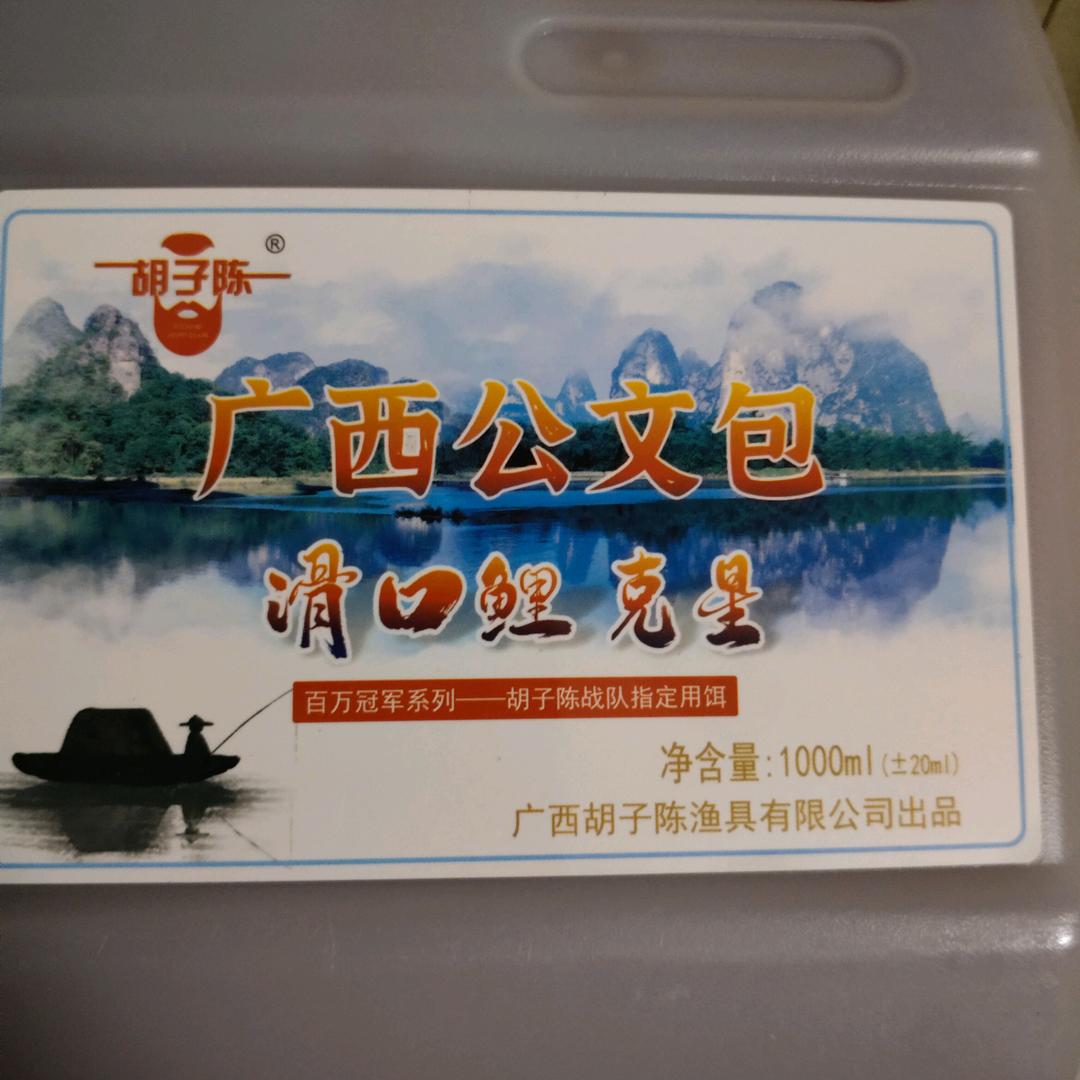 胡子陈®
广西公文包
滑口鲤克星
百万冠军系列——胡子陈战队指定用饵
净含量:1000ml(±20ml)
广西胡子陈渔具有限公司出品